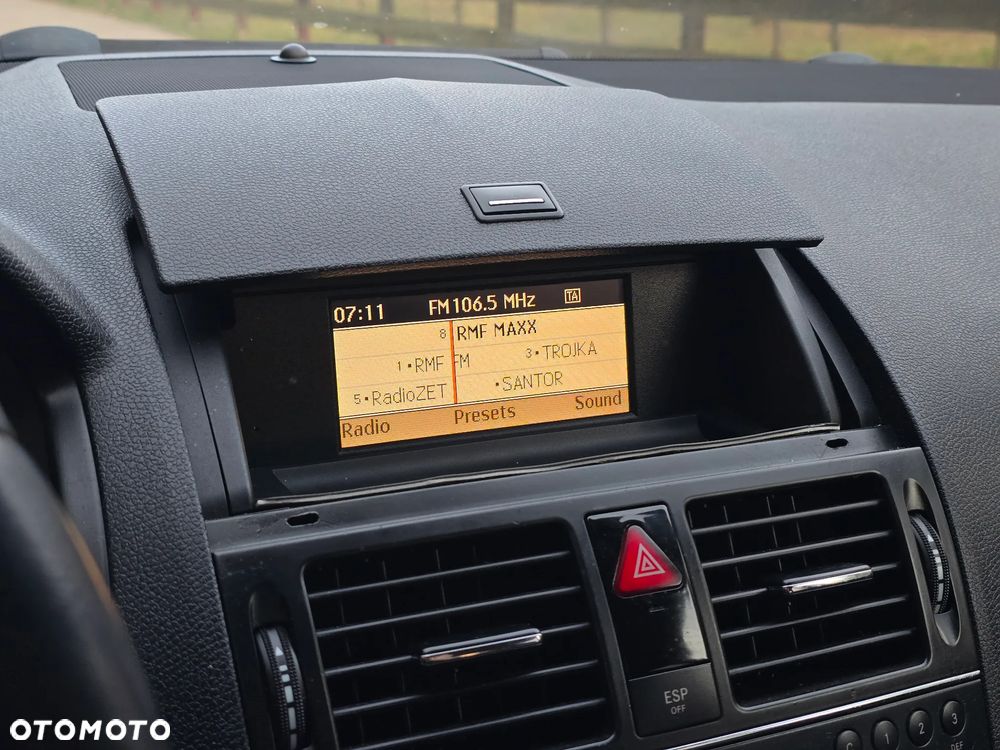 07:11 FM 106.5 MHz TA
8 RMF MAXX
1 • RMF FM 3 • TROJKA
5 • RadioZET • SANTOR
Radio Presets Sound
ESP
OFF
1 2 3
OTOMOTO